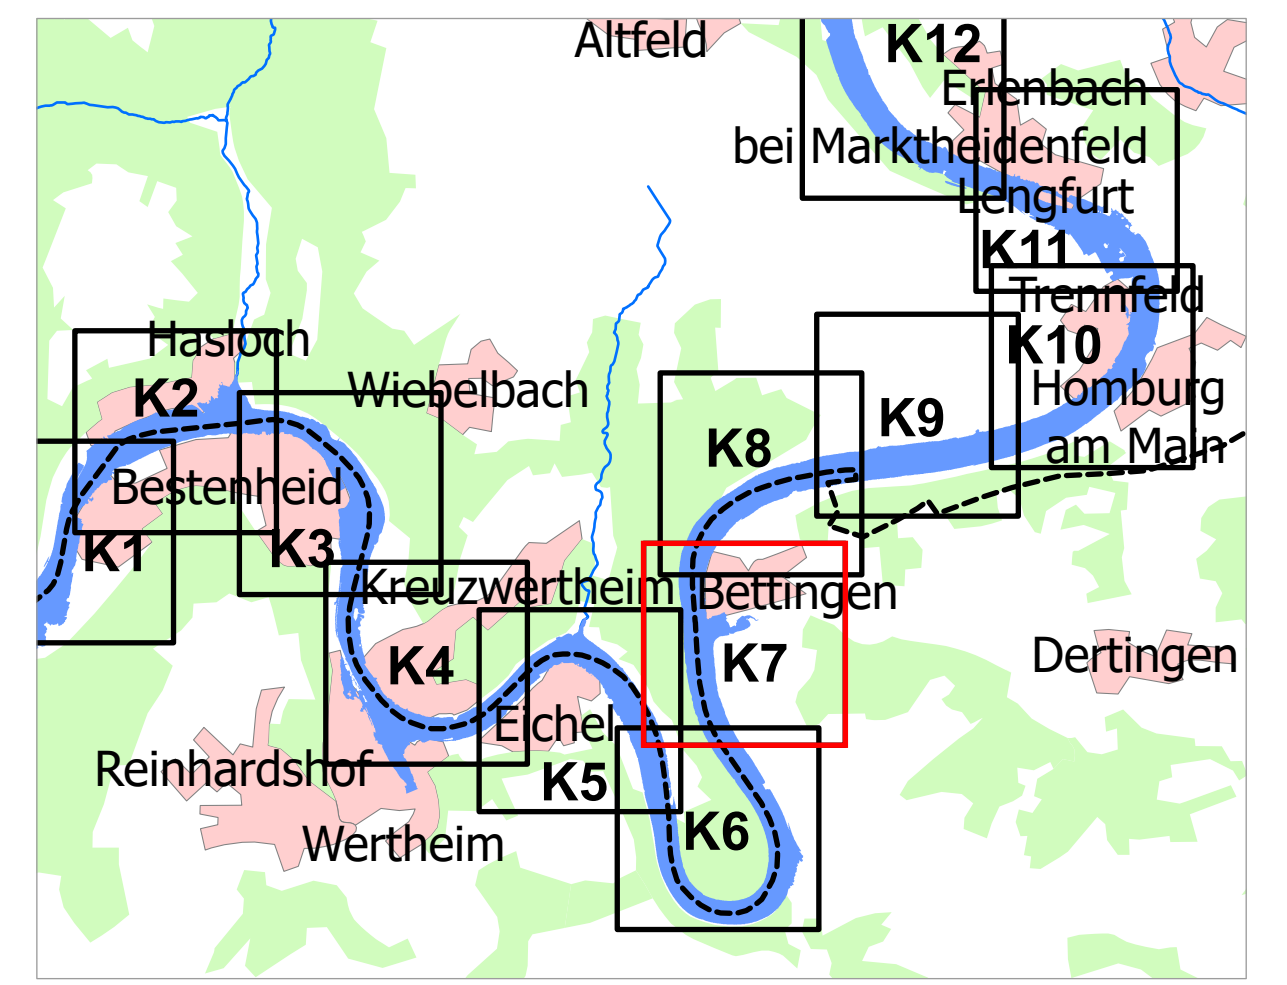 Altfeld
K12
Erlenbach
bei Marktheidenfeld
Lengfurt
K11
Trennfeld
K10
Homburg
am Main
Hasloch
K2
Wiebelbach
K9
K8
Bestenheid
K1
K3
Kreuzwertheim
Bettingen
K4
K7
Dertingen
Eichel
Reinhardshof
K5
K6
Wertheim